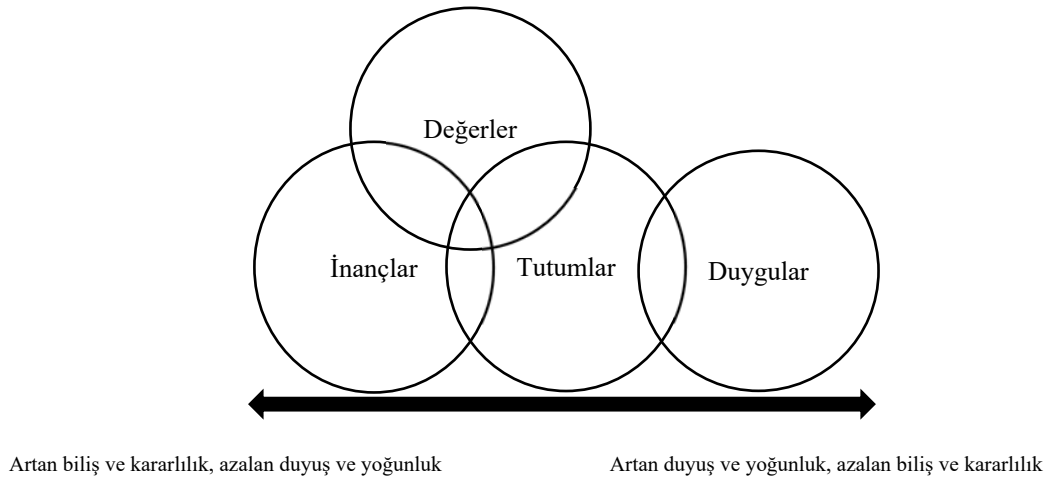 Değerler
İnançlar
Tutumlar
Duygular
Artan biliş ve kararlılık, azalan duyuş ve yoğunluk
Artan duyuş ve yoğunluk, azalan biliş ve kararlılık